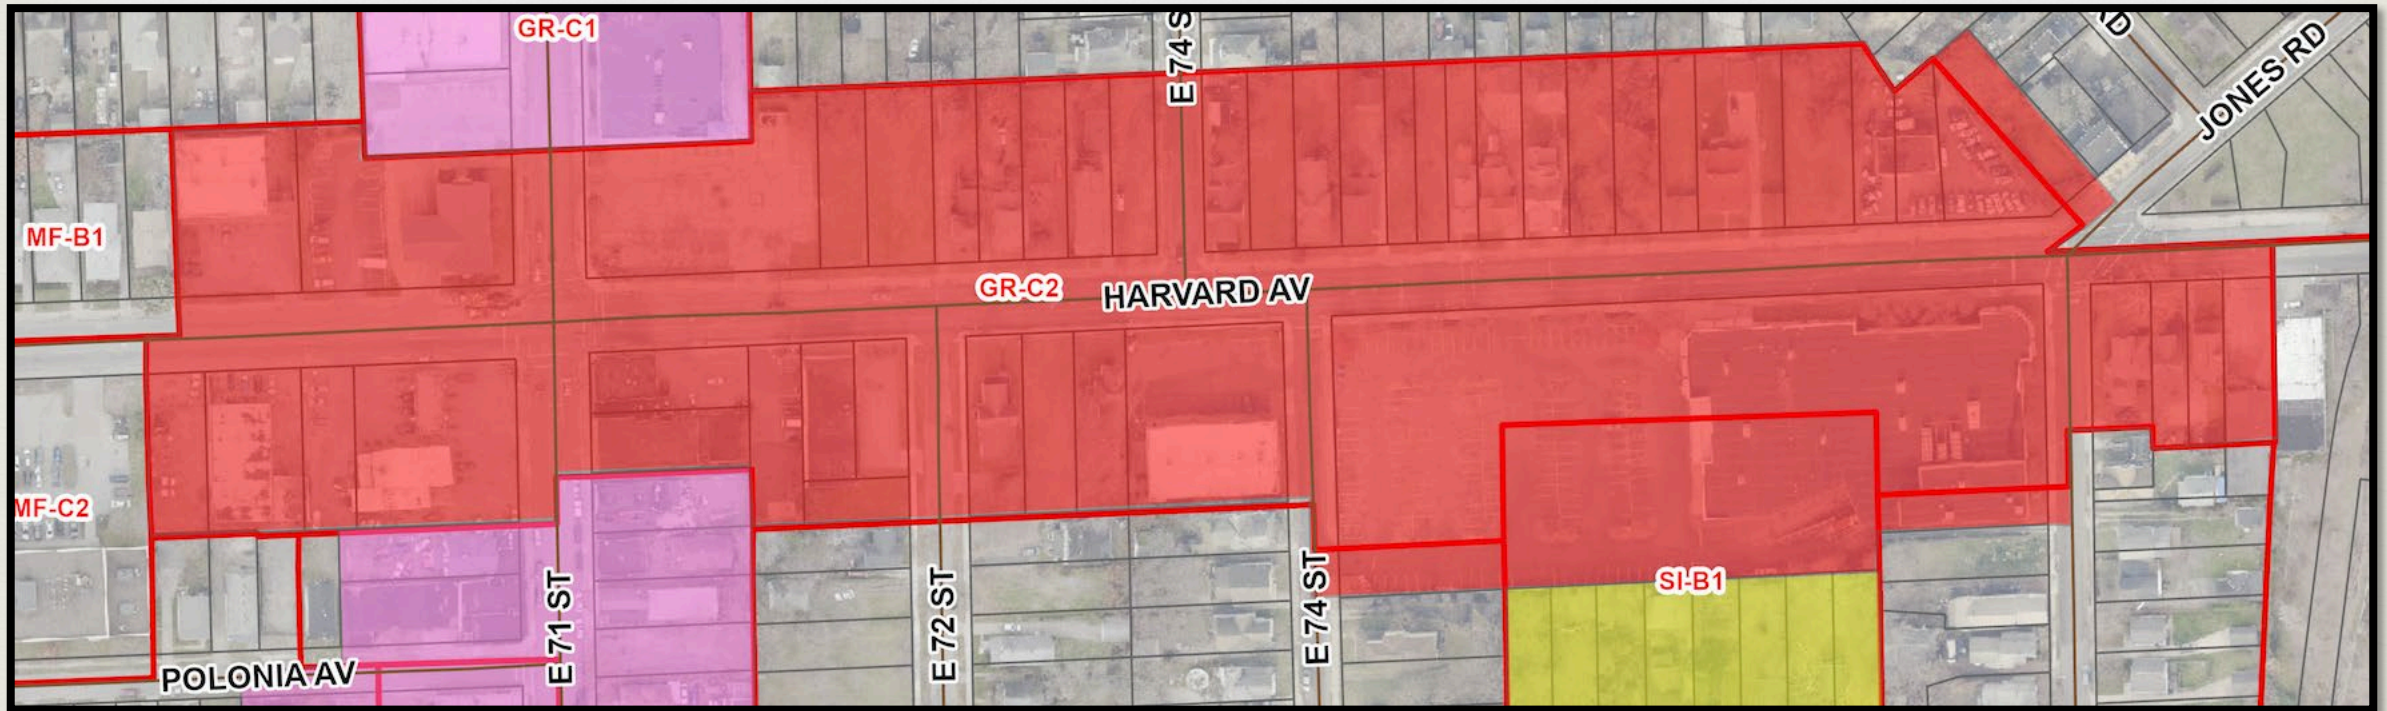 GR-C1
E 74 S
RD
JONES RD
MF-B1
GR-C2
HARVARD AV
MF-C2
SI-B1
E 71 ST
E 72 ST
E 74 ST
POLONIA AV